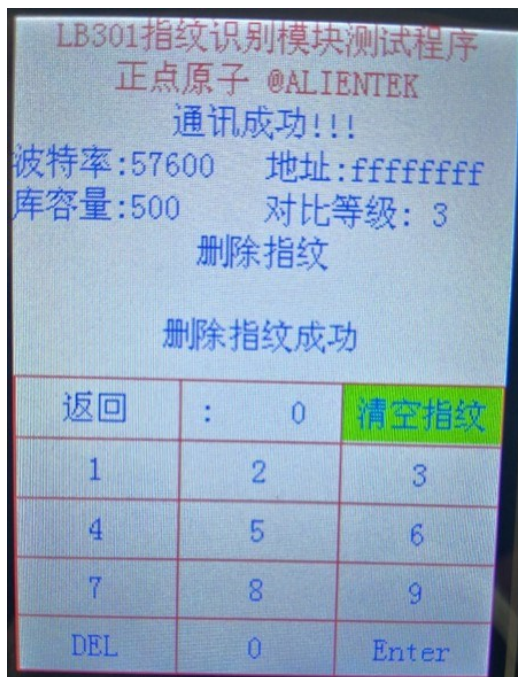 LB301指纹识别模块测试程序
正点原子 @ALIENTEK
通讯成功!!!
波特率:57600 地址:ffffffff
库容量:500 对比等级: 3
删除指纹
删除指纹成功
返回 : 0 清空指纹
1 2 3
4 5 6
7 8 9
DEL 0 Enter